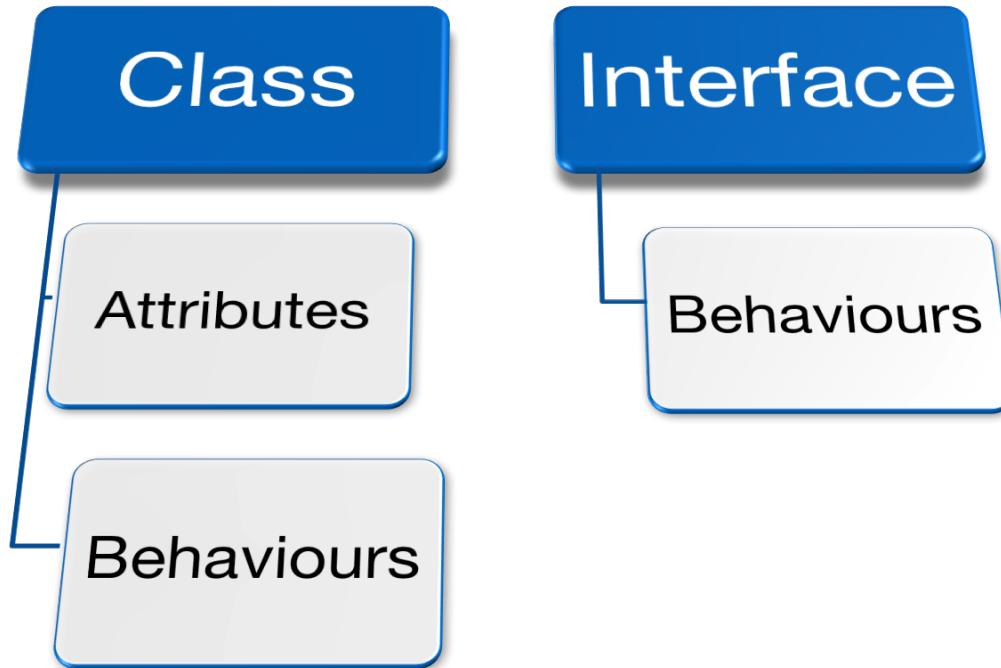 Class
Attributes
Behaviours
Interface
Behaviours